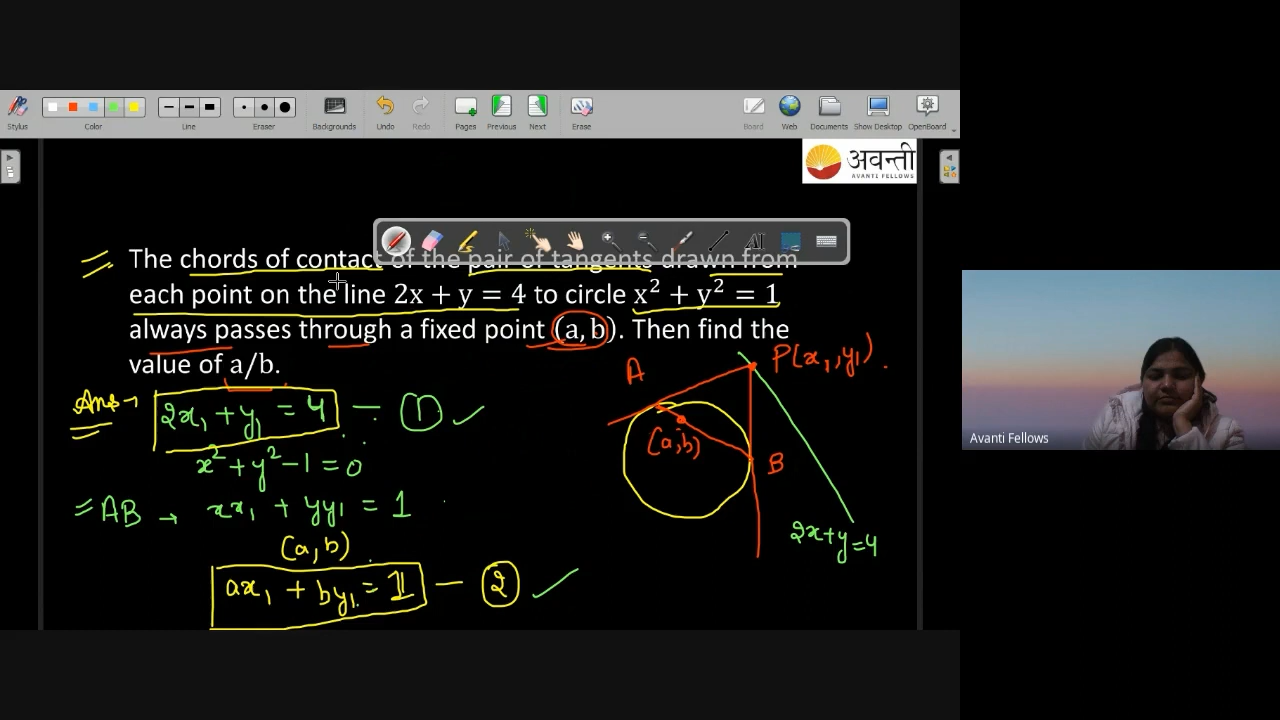 Stylus Color Line Eraser Backgrounds Undo Redo Pages Previous Next Erase Board Web Documents Show Desktop OpenBoard
अवन्ती
AVANTI FELLOWS
The chords of contact of the pair of tangents drawn from
each point on the line 2x + y = 4 to circle x² + y² = 1
always passes through a fixed point (a, b). Then find the
value of a/b.
Ans→ 2x₁ + y₁ = 4 — ①
x² + y² - 1 = 0
= AB → xx₁ + yy₁ = 1
(a, b)
ax₁ + by₁ = 1 — ②
A
P(x₁, y₁).
(a, b)
B
2x+y=4
Avanti Fellows